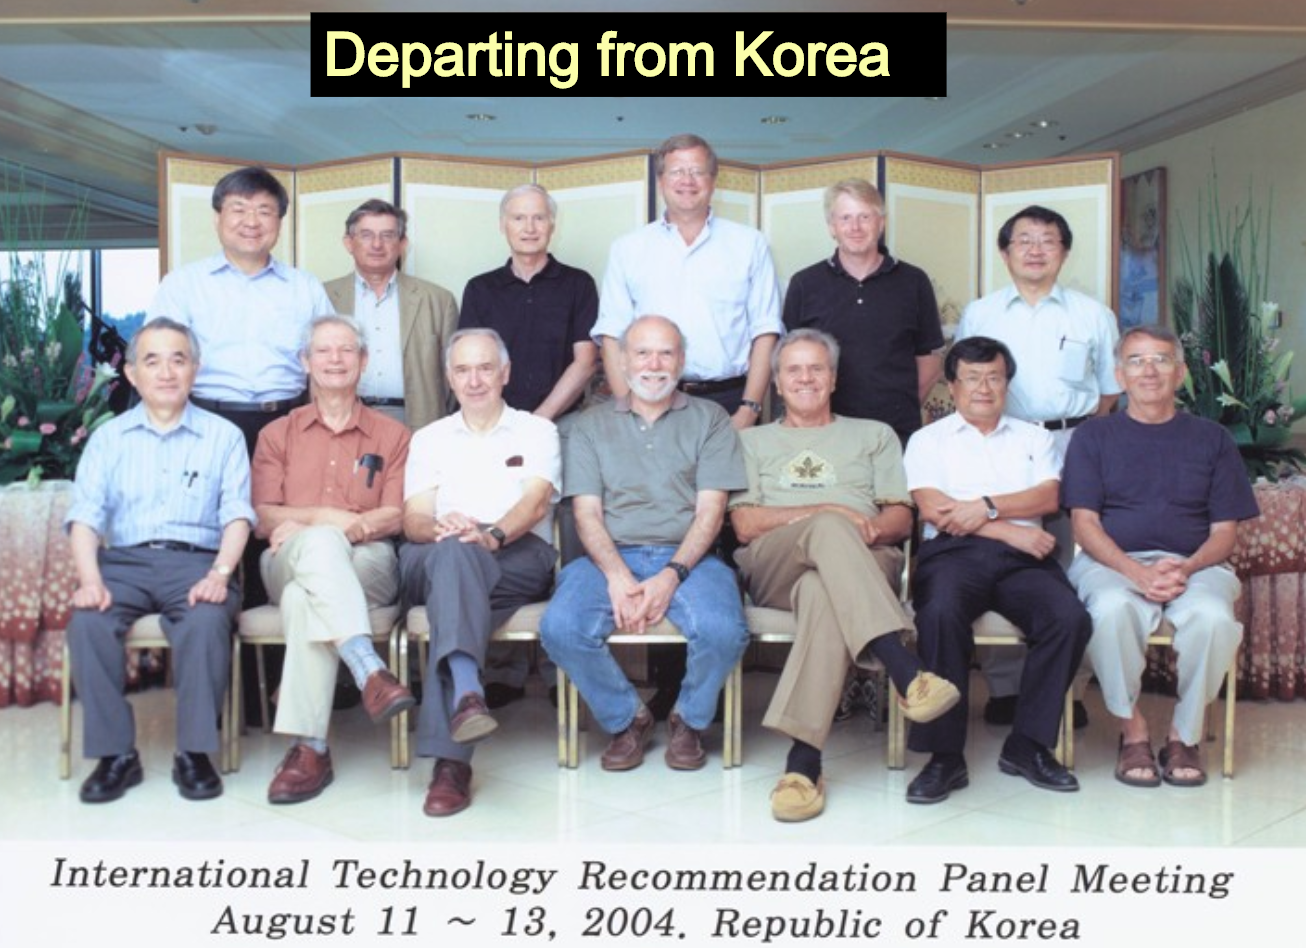 Departing from Korea
International Technology Recommendation Panel Meeting
August 11 ~ 13, 2004. Republic of Korea